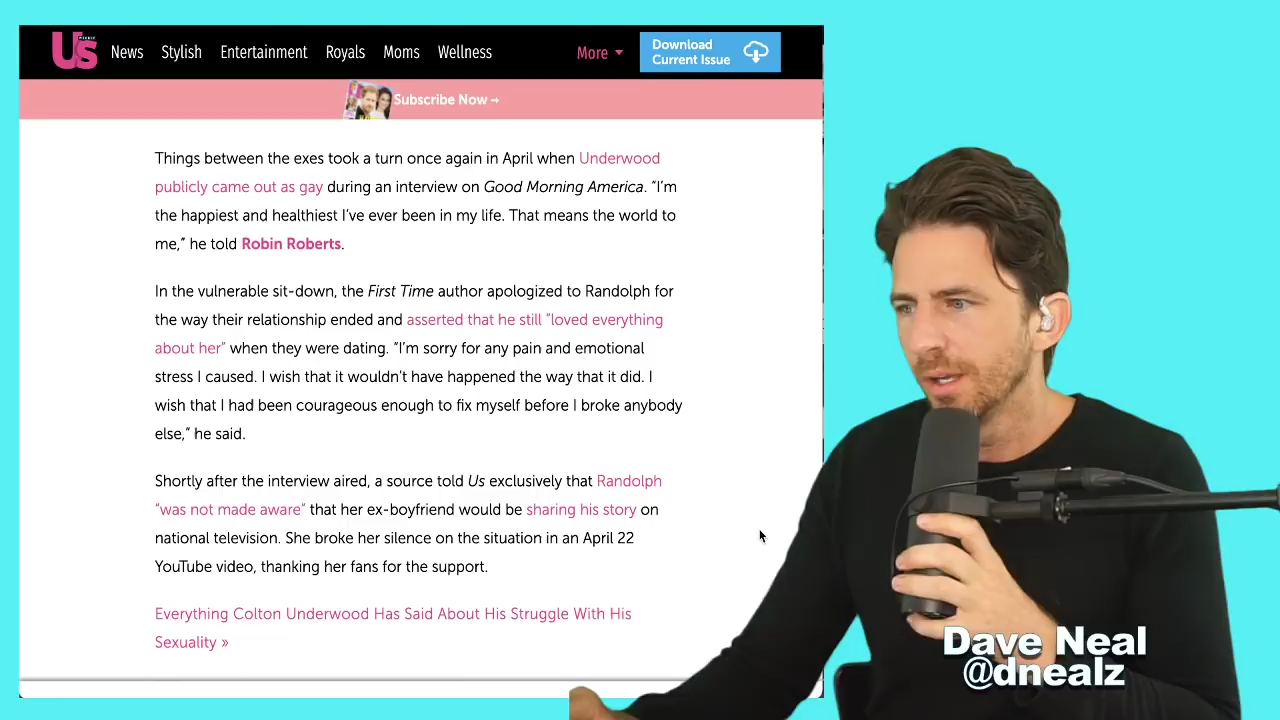 Us WEEKLY News Stylish Entertainment Royals Moms Wellness More Download
Current Issue
Subscribe Now →
Things between the exes took a turn once again in April when Underwood
publicly came out as gay during an interview on Good Morning America. “I’m
the happiest and healthiest I’ve ever been in my life. That means the world to
me,” he told Robin Roberts.
In the vulnerable sit-down, the First Time author apologized to Randolph for
the way their relationship ended and asserted that he still “loved everything
about her” when they were dating. “I’m sorry for any pain and emotional
stress I caused. I wish that it wouldn't have happened the way that it did. I
wish that I had been courageous enough to fix myself before I broke anybody
else,” he said.
Shortly after the interview aired, a source told Us exclusively that Randolph
“was not made aware” that her ex-boyfriend would be sharing his story on
national television. She broke her silence on the situation in an April 22
YouTube video, thanking her fans for the support.
Everything Colton Underwood Has Said About His Struggle With His
Sexuality »
Dave Neal
@dnealz